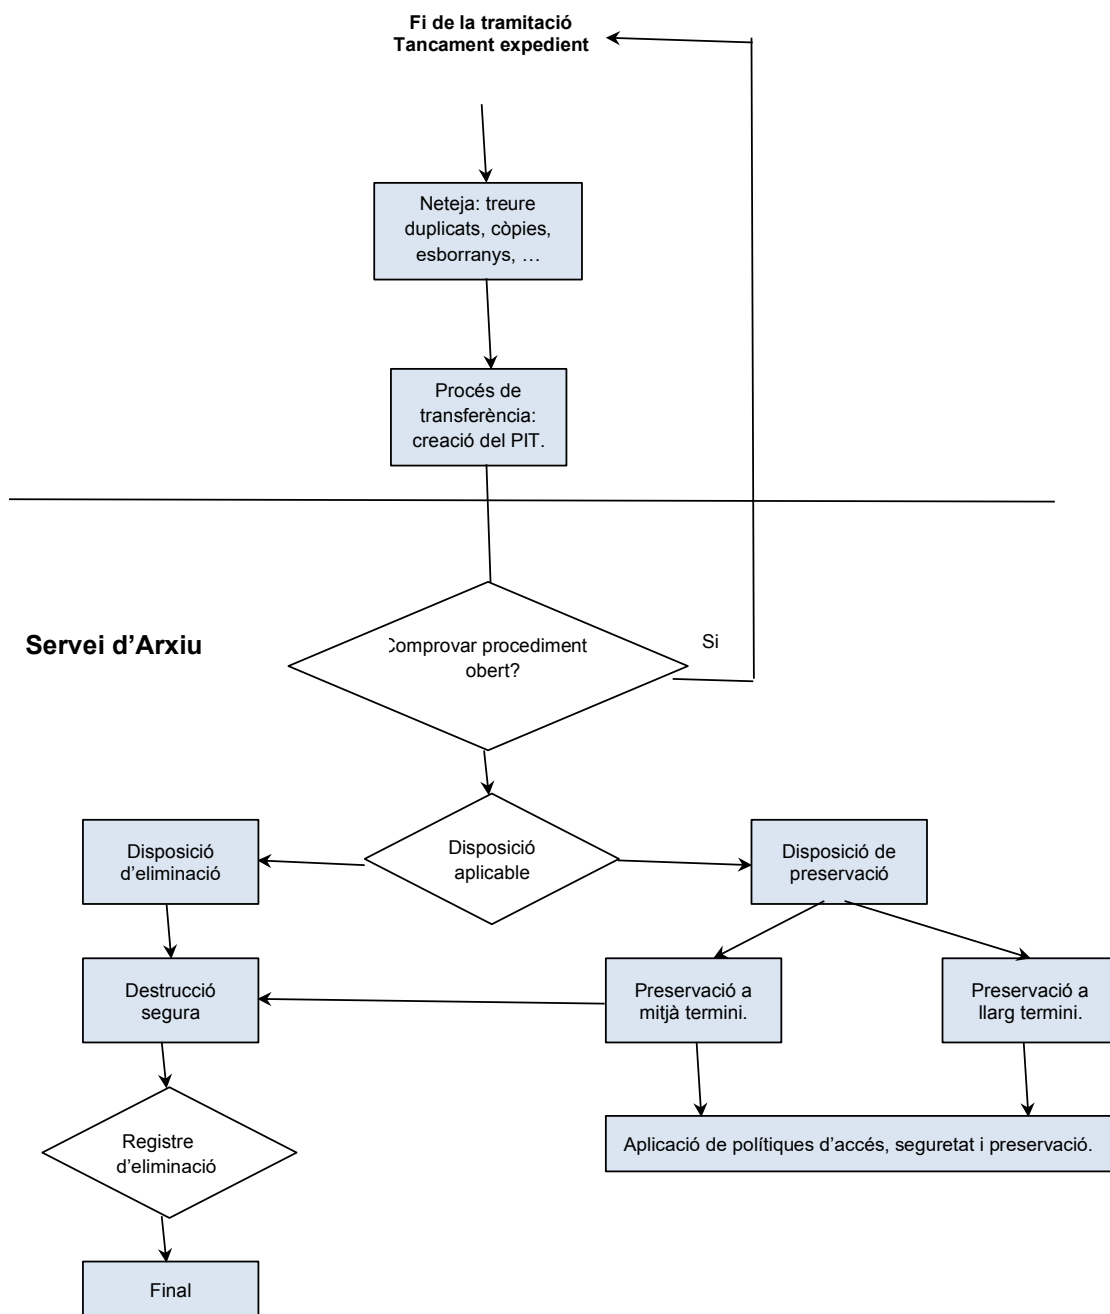 Fi de la tramitació
Tancament expedient
Neteja: treure
duplicats, còpies,
esborranys, …
Procés de
transferència:
creació del PIT.
Servei d’Arxiu
Comprovar procediment
obert?
Si
Disposició
d’eliminació
Disposició
aplicable
Disposició de
preservació
Destrucció
segura
Preservació a
mitjà termini.
Preservació a
llarg termini.
Registre
d’eliminació
Aplicació de polítiques d’accés, seguretat i preservació.
Final